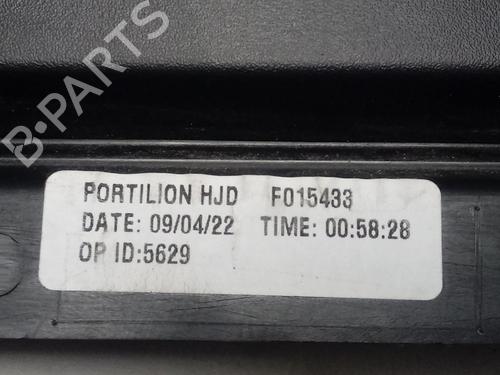 B-PARTS
PORTILION HJD F015433
DATE: 09/04/22 TIME: 00:58:28
OP ID:5629